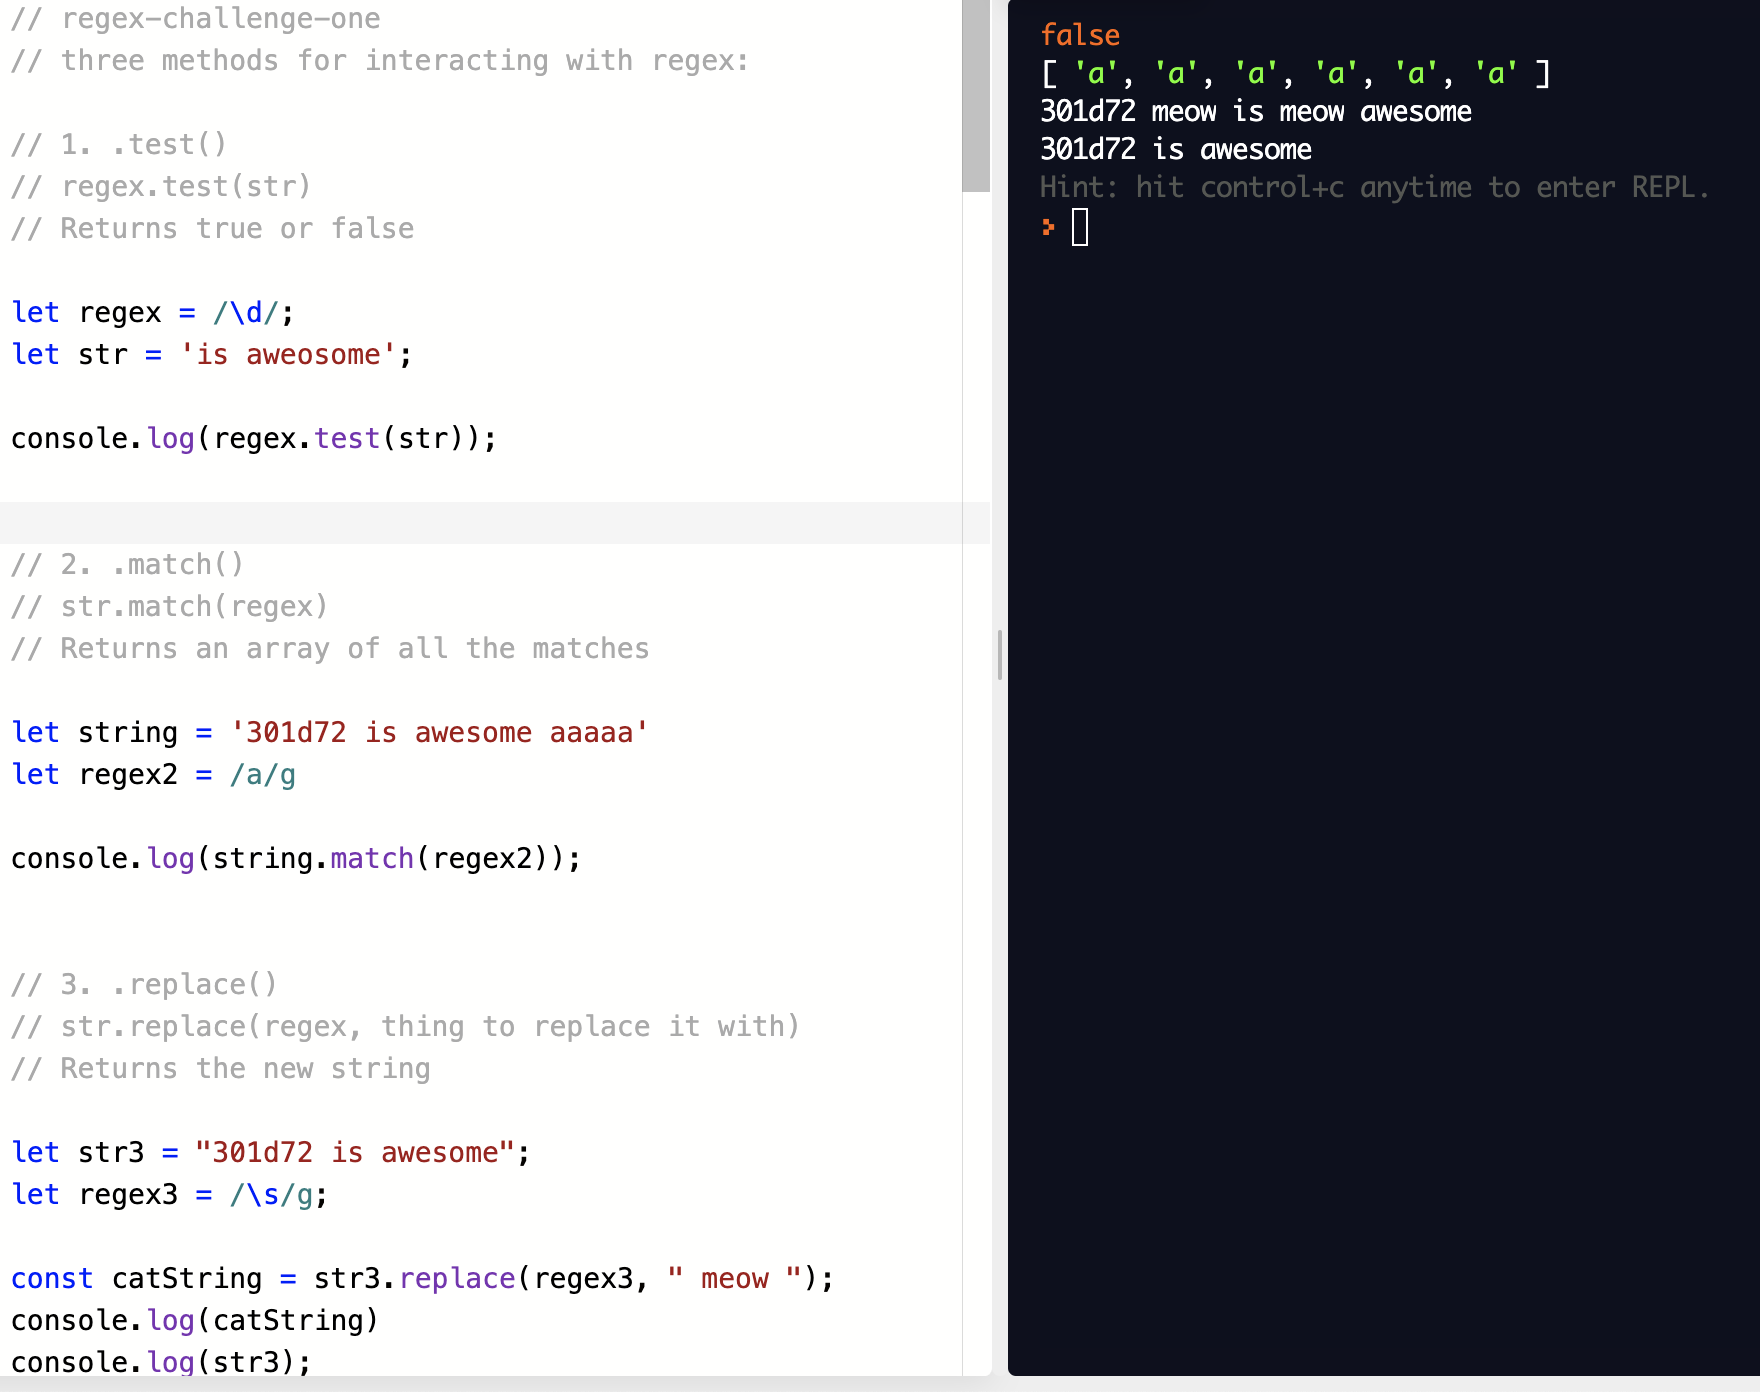 // regex-challenge-one
// three methods for interacting with regex:
// 1. .test()
// regex.test(str)
// Returns true or false
let regex = /\d/;
let str = 'is aweosome';
console.log(regex.test(str));
// 2. .match()
// str.match(regex)
// Returns an array of all the matches
let string = '301d72 is awesome aaaaa'
let regex2 = /a/g
console.log(string.match(regex2));
// 3. .replace()
// str.replace(regex, thing to replace it with)
// Returns the new string
let str3 = "301d72 is awesome";
let regex3 = /\s/g;
const catString = str3.replace(regex3, " meow ");
console.log(catString)
console.log(str3);
false
[ 'a', 'a', 'a', 'a', 'a', 'a' ]
301d72 meow is meow awesome
301d72 is awesome
Hint: hit control+c anytime to enter REPL.